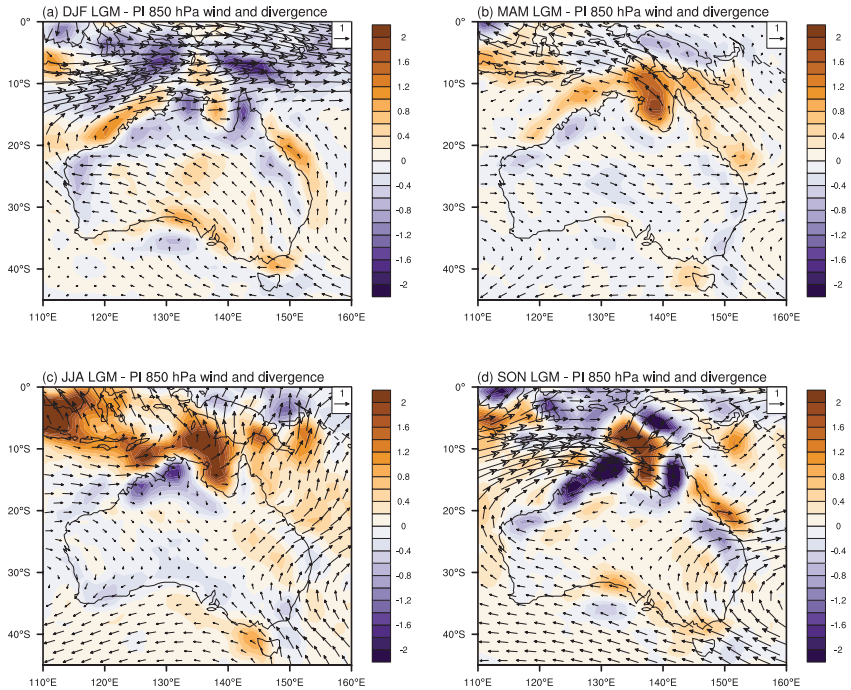 (a) DJF LGM - PI 850 hPa wind and divergence
1
0°
10°S
20°S
30°S
40°S
110°E 120°E 130°E 140°E 150°E 160°E
2
1.6
1.2
0.8
0.4
0
-0.4
-0.8
-1.2
-1.6
-2
(b) MAM LGM - PI 850 hPa wind and divergence
1
0°
10°S
20°S
30°S
40°S
110°E 120°E 130°E 140°E 150°E 160°E
2
1.6
1.2
0.8
0.4
0
-0.4
-0.8
-1.2
-1.6
-2
(c) JJA LGM - PI 850 hPa wind and divergence
1
0°
10°S
20°S
30°S
40°S
110°E 120°E 130°E 140°E 150°E 160°E
2
1.6
1.2
0.8
0.4
0
-0.4
-0.8
-1.2
-1.6
-2
(d) SON LGM - PI 850 hPa wind and divergence
1
0°
10°S
20°S
30°S
40°S
110°E 120°E 130°E 140°E 150°E 160°E
2
1.6
1.2
0.8
0.4
0
-0.4
-0.8
-1.2
-1.6
-2